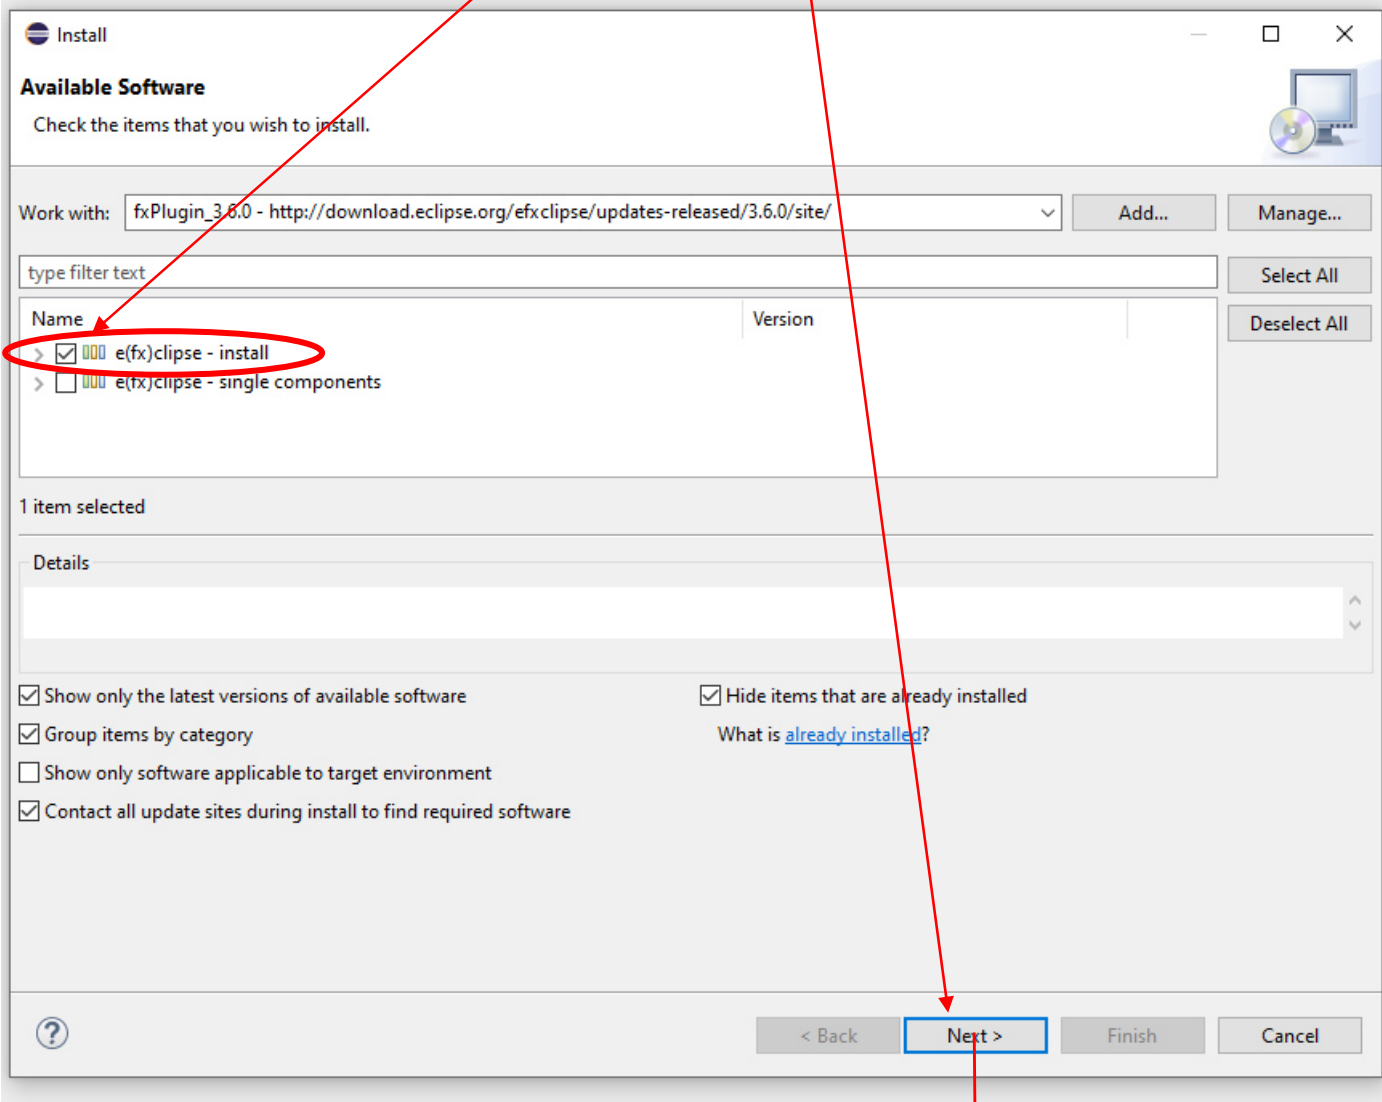 Install
Available Software
Check the items that you wish to install.
Work with: fxPlugin_3.6.0 - http://download.eclipse.org/efxclipse/updates-released/3.6.0/site/ Add... Manage...
type filter text Select All
Name Version Deselect All
e(fx)clipse - install
e(fx)clipse - single components
1 item selected
Details
Show only the latest versions of available software Hide items that are already installed
Group items by category What is already installed?
Show only software applicable to target environment
Contact all update sites during install to find required software
? < Back Next > Finish Cancel